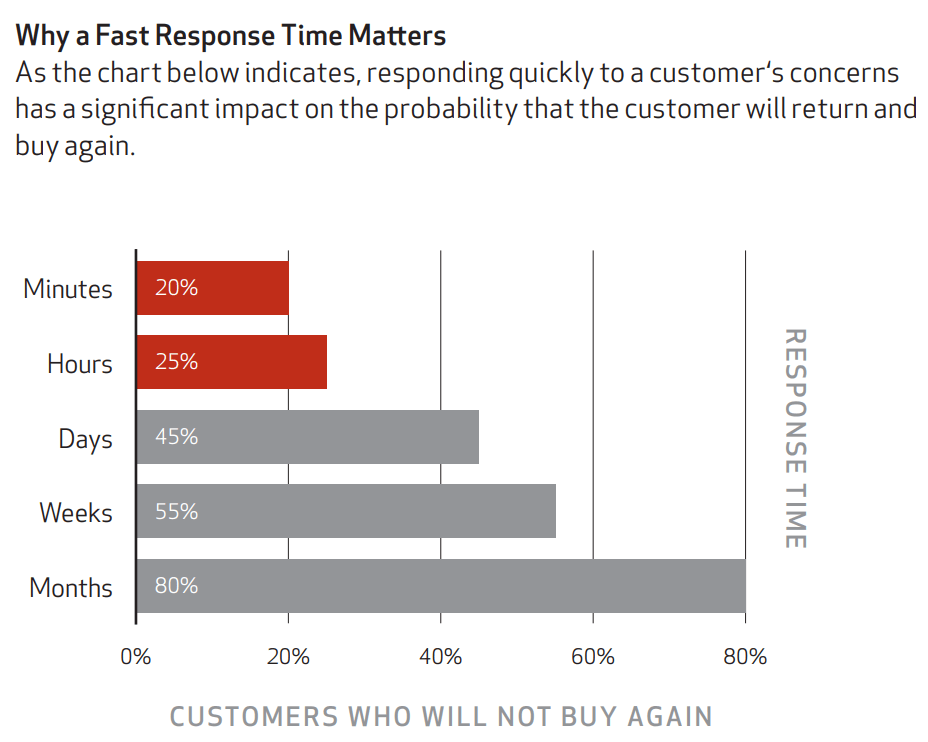 Why a Fast Response Time Matters
As the chart below indicates, responding quickly to a customer‘s concerns
has a significant impact on the probability that the customer will return and
buy again.
Minutes 20%
Hours 25%
Days 45%
Weeks 55%
Months 80%
RESPONSE TIME
0% 20% 40% 60% 80%
CUSTOMERS WHO WILL NOT BUY AGAIN